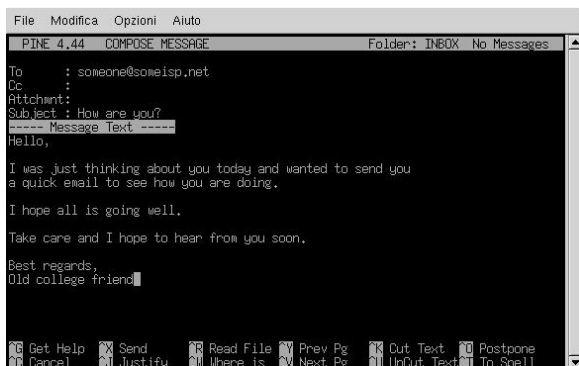 File Modifica Opzioni Aiuto
PINE 4.44 COMPOSE MESSAGE Folder: INBOX No Messages
To : someone@someisp.net
Cc :
Attchmnt:
Subject : How are you?
----- Message Text -----
Hello,
I was just thinking about you today and wanted to send you
a quick email to see how you are doing.
I hope all is going well.
Take care and I hope to hear from you soon.
Best regards,
Old college friend
^G Get Help ^X Send ^R Read File ^Y Prev Pg ^K Cut Text ^O Postpone
^C Cancel ^J Justify ^W Where is ^V Next Pg ^U UnCut Text ^T To Spell